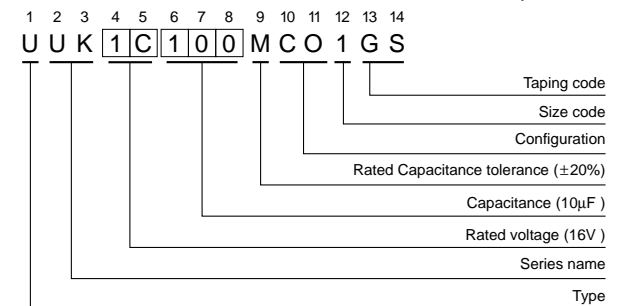 1 2 3 4 5 6 7 8 9 10 11 12 13 14
U U K 1 C 1 0 0 M C O 1 G S
Taping code
Size code
Configuration
Rated Capacitance tolerance (±20%)
Capacitance (10μF )
Rated voltage (16V )
Series name
Type